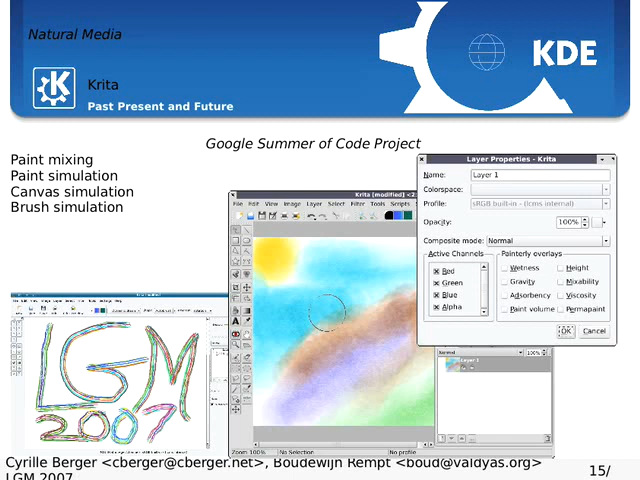 Natural Media
KDE
Krita
Past Present and Future
Google Summer of Code Project
Paint mixing
Paint simulation
Canvas simulation
Brush simulation
Layer Properties - Krita
Name: Layer 1
Colorspace:
Profile: sRGB built-in - (lcms internal)
Opacity: 100%
Composite mode: Normal
Active Channels
Red
Green
Blue
Alpha
Painterly overlays
Wetness Height
Gravity Mixability
Adsorbency Viscosity
Paint volume Permapaint
OK Cancel
Krita [modified]
File Edit View Image Layer Select Filter Tools Scripts
Normal 100%
Layer 1
Zoom 100% No Selection No profile
LGM
2007
Cyrille Berger <cberger@cberger.net>, Boudewijn Rempt <boud@valdyas.org>
LGM 2007
15/